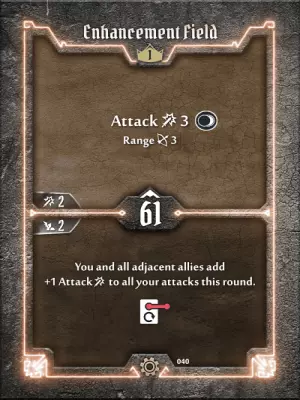 Enhancement Field
1
Attack 3
Range 3
2
61
2
You and all adjacent allies add
+1 Attack to all your attacks this round.
040